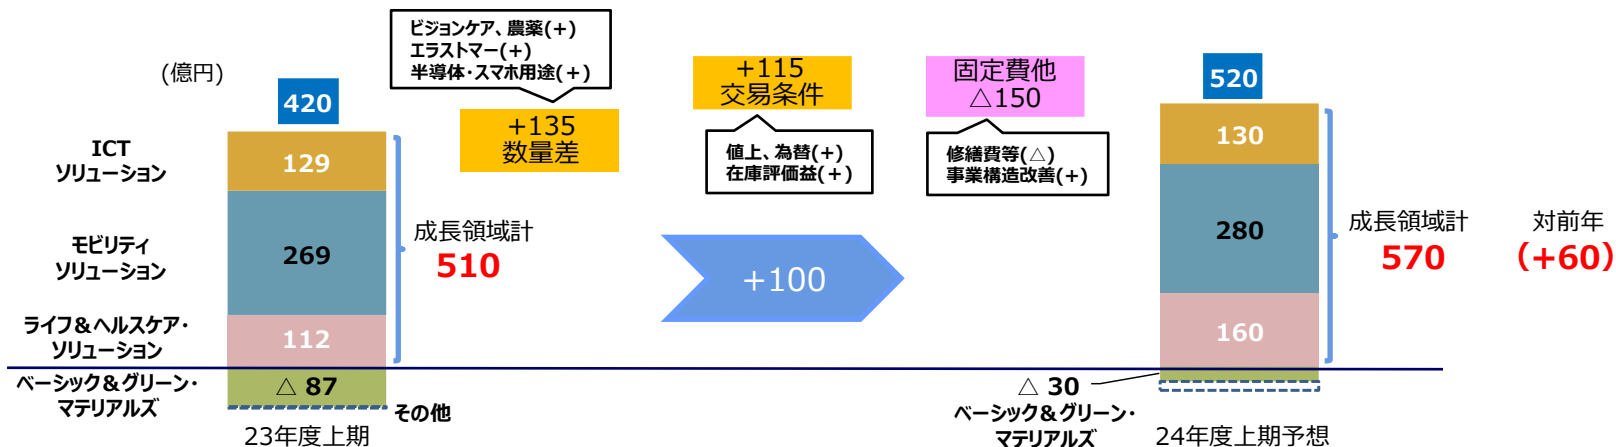 (億円)
ビジョンケア、農薬(+)
エラストマー(+)
半導体・スマホ用途(+)
+135
数量差
+115
交易条件
値上、為替(+)
在庫評価益(+)
固定費他
△150
修繕費等(△)
事業構造改善(+)
420
129
269
112
△ 87
ICT
ソリューション
モビリティ
ソリューション
ライフ&ヘルスケア・
ソリューション
ベーシック&グリーン・
マテリアルズ
その他
23年度上期
成長領域計
510
+100
520
130
280
160
△ 30
ベーシック&グリーン・
マテリアルズ
24年度上期予想
成長領域計
570
対前年
(+60)